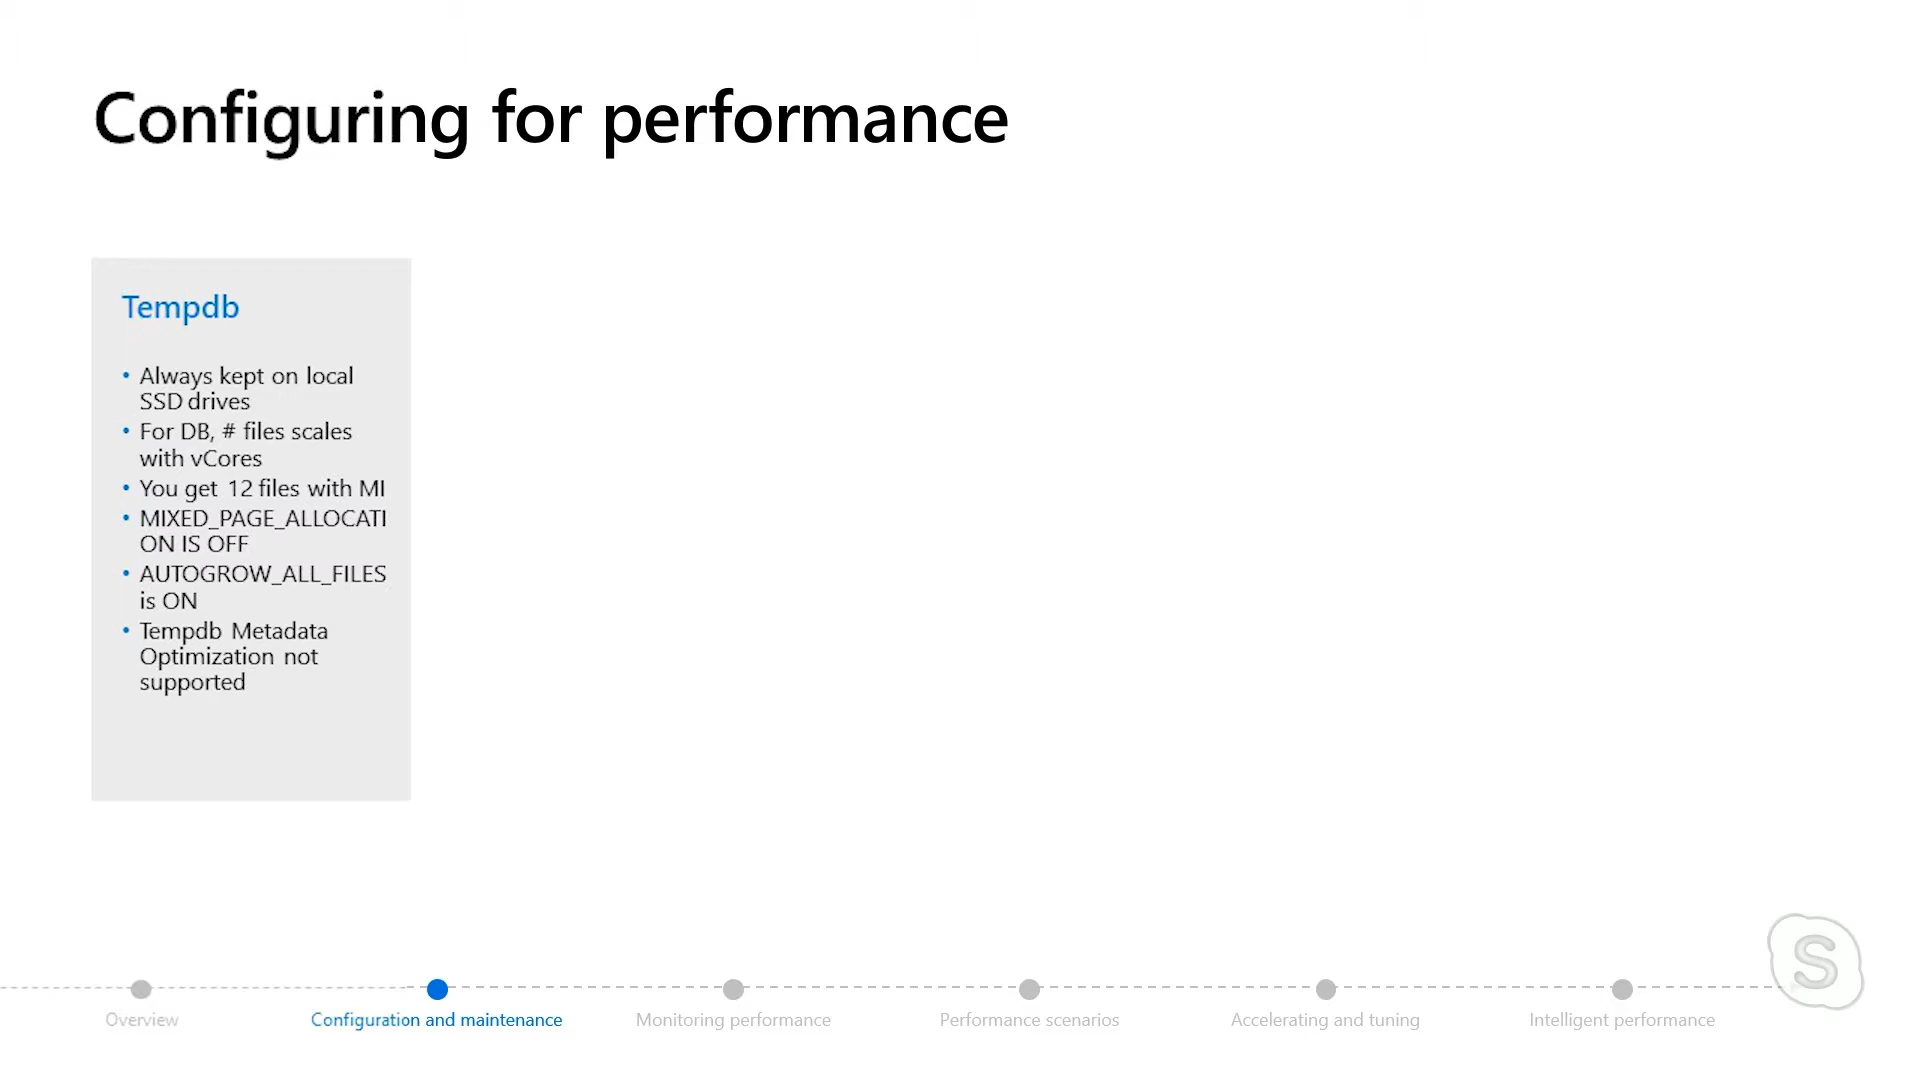 Configuring for performance
Tempdb
• Always kept on local
SSD drives
• For DB, # files scales
with vCores
• You get 12 files with MI
• MIXED_PAGE_ALLOCATI
ON IS OFF
• AUTOGROW_ALL_FILES
is ON
• Tempdb Metadata
Optimization not
supported
S
Overview
Configuration and maintenance
Monitoring performance
Performance scenarios
Accelerating and tuning
Intelligent performance